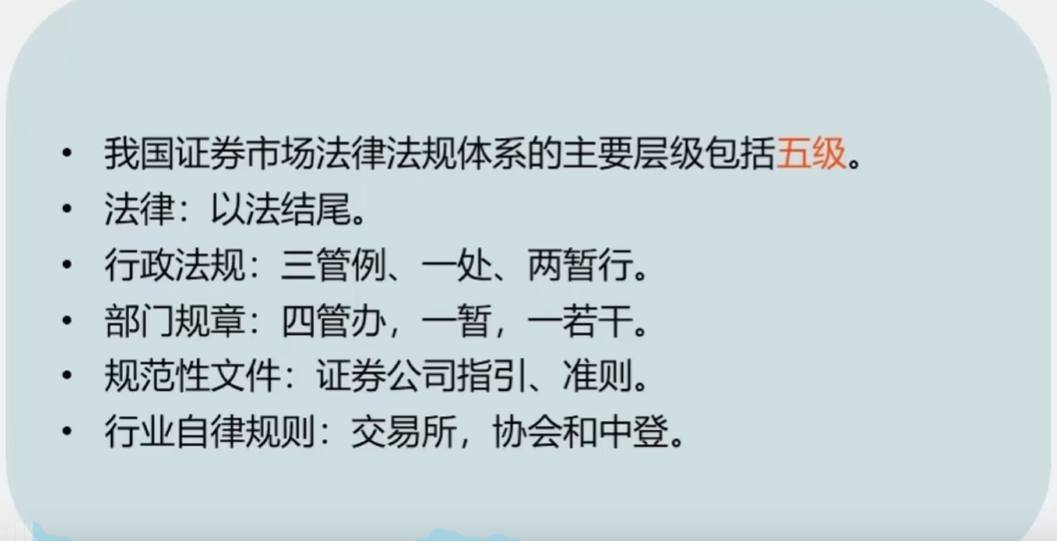 • 我国证券市场法律法规体系的主要层级包括五级。
• 法律：以法结尾。
• 行政法规：三管例、一处、两暂行。
• 部门规章：四管办，一暂，一若干。
• 规范性文件：证券公司指引、准则。
• 行业自律规则：交易所，协会和中登。